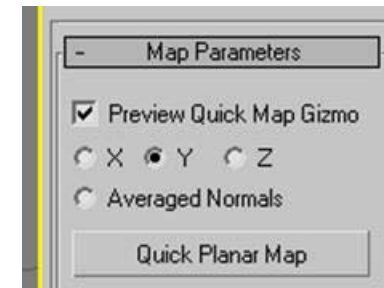 - Map Parameters
Preview Quick Map Gizmo
X Y Z
Averaged Normals
Quick Planar Map